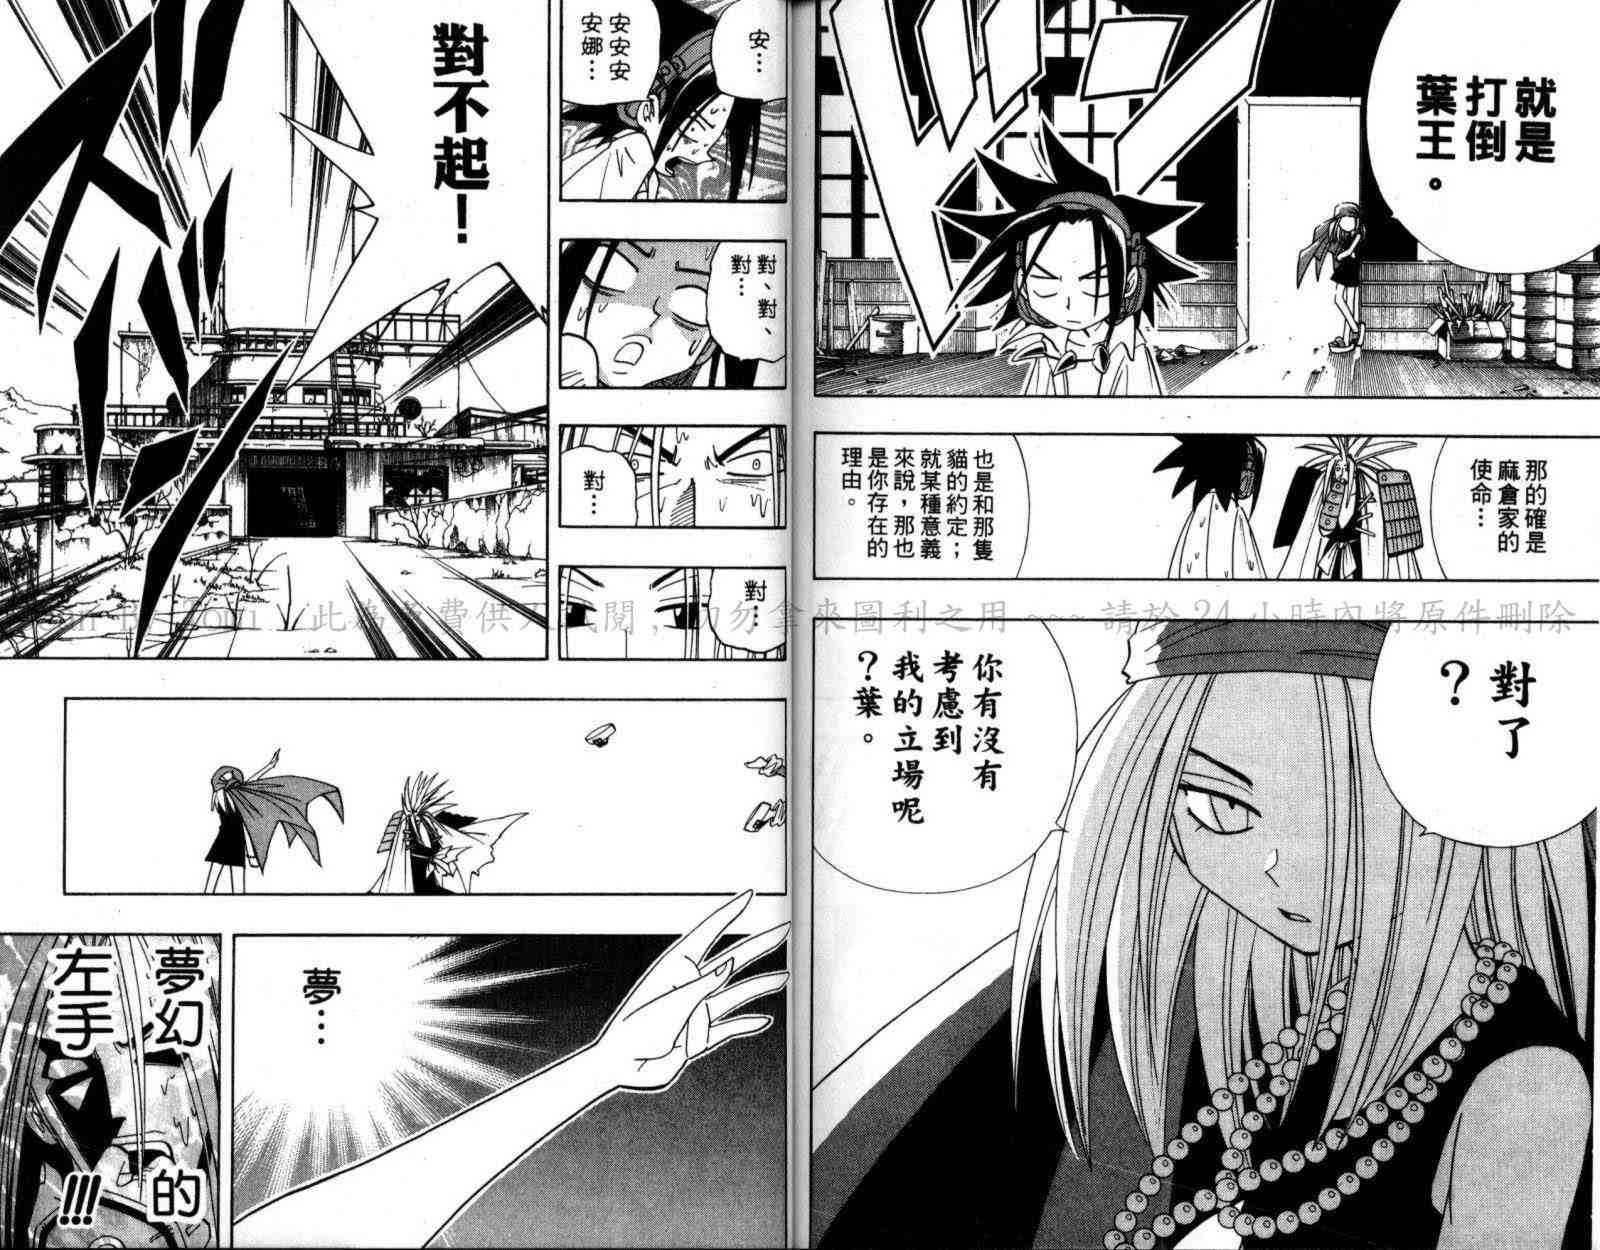 就是
打倒
葉王。
那的確是
麻倉家的
使命…
也是和那隻
貓的約定；
就某種意義
來說，那也
是你存在的
理由。
對了
？
你有沒有
考慮到
我的立場呢
？葉。
安…
安安安
安娜…
對、對、
對…
對…
對…
對不起！
夢…
夢幻的
左手!!!
此為免費供人試閱，切勿拿來圖利之用~~~請於24小時內將原件刪除